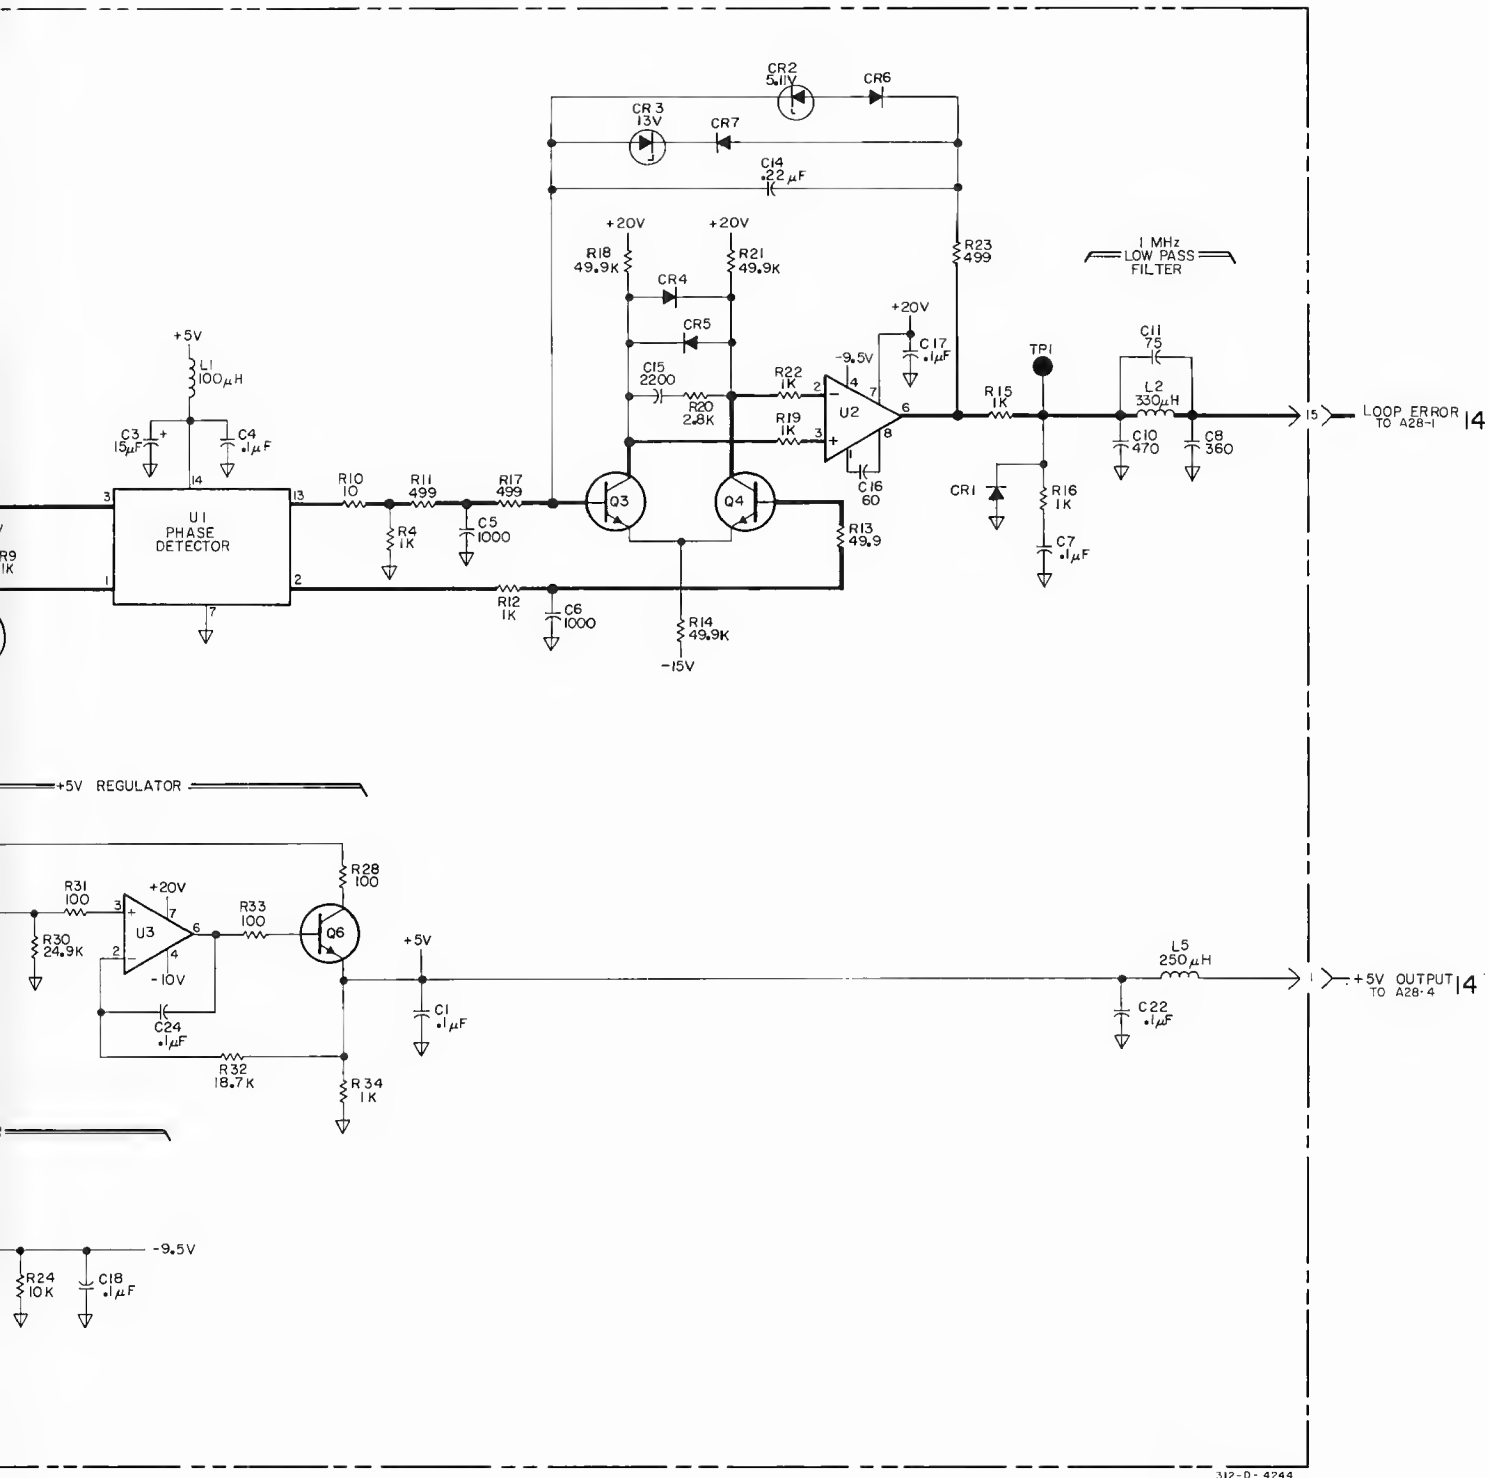 CR2
5.11V
CR6
CR3
13V
CR7
C14
.22µF
+20V
+20V
R18
49.9K
R21
49.9K
R23
499
1 MHz
LOW PASS
FILTER
CR4
+20V
CR5
C17
.1µF
+5V
L1
100µH
C15
2200
R20
2.8K
R22
1K
R19
1K
-9.5V
4
7
2
-
3
+
U2
6
1
8
C16
60
TP1
R15
1K
C11
75
L2
330µH
C10
470
C8
360
15
LOOP ERROR
TO A28-1
14
C3
15µF
+
C4
.1µF
14
3
13
U1
PHASE
DETECTOR
1
2
7
R9
1K
R10
10
R11
499
R17
499
R4
1K
C5
1000
Q3
Q4
R13
49.9
CR1
R16
1K
C7
.1µF
R12
1K
C6
1000
R14
49.9K
-15V
+5V REGULATOR
R28
100
R31
100
+20V
7
3
+
U3
6
2
-
4
-10V
R33
100
Q6
R30
24.9K
+5V
L5
250µH
1
+5V OUTPUT
TO A28-4
14
C24
.1µF
C1
.1µF
C22
.1µF
R32
18.7K
R34
1K
-9.5V
R24
10K
C18
.1µF
312-D-4244